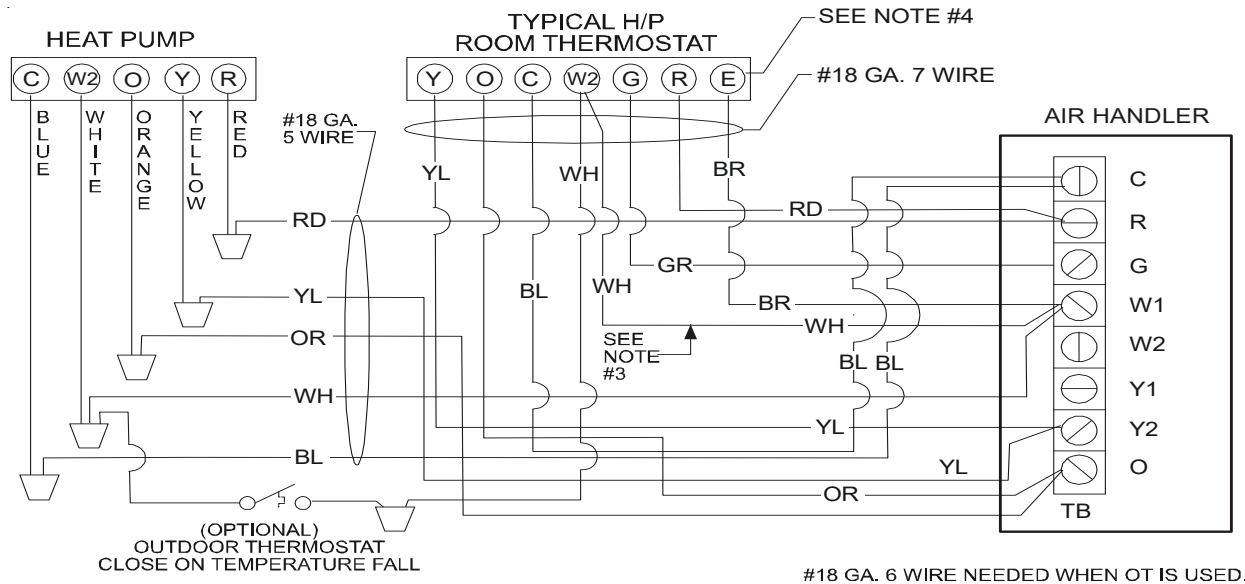 HEAT PUMP
C W2 O Y R
BLUE
WHITE
ORANGE
YELLOW
RED
#18 GA.
5 WIRE
TYPICAL H/P
ROOM THERMOSTAT
Y O C W2 G R E
SEE NOTE #4
#18 GA. 7 WIRE
AIR HANDLER
YL
WH
BR
RD
RD
GR
BL
WH
YL
BR
WH
OR
SEE
NOTE
#3
BL BL
WH
YL
BL
YL
OR
C
R
G
W1
W2
Y1
Y2
O
TB
(OPTIONAL)
OUTDOOR THERMOSTAT
CLOSE ON TEMPERATURE FALL
#18 GA. 6 WIRE NEEDED WHEN OT IS USED.